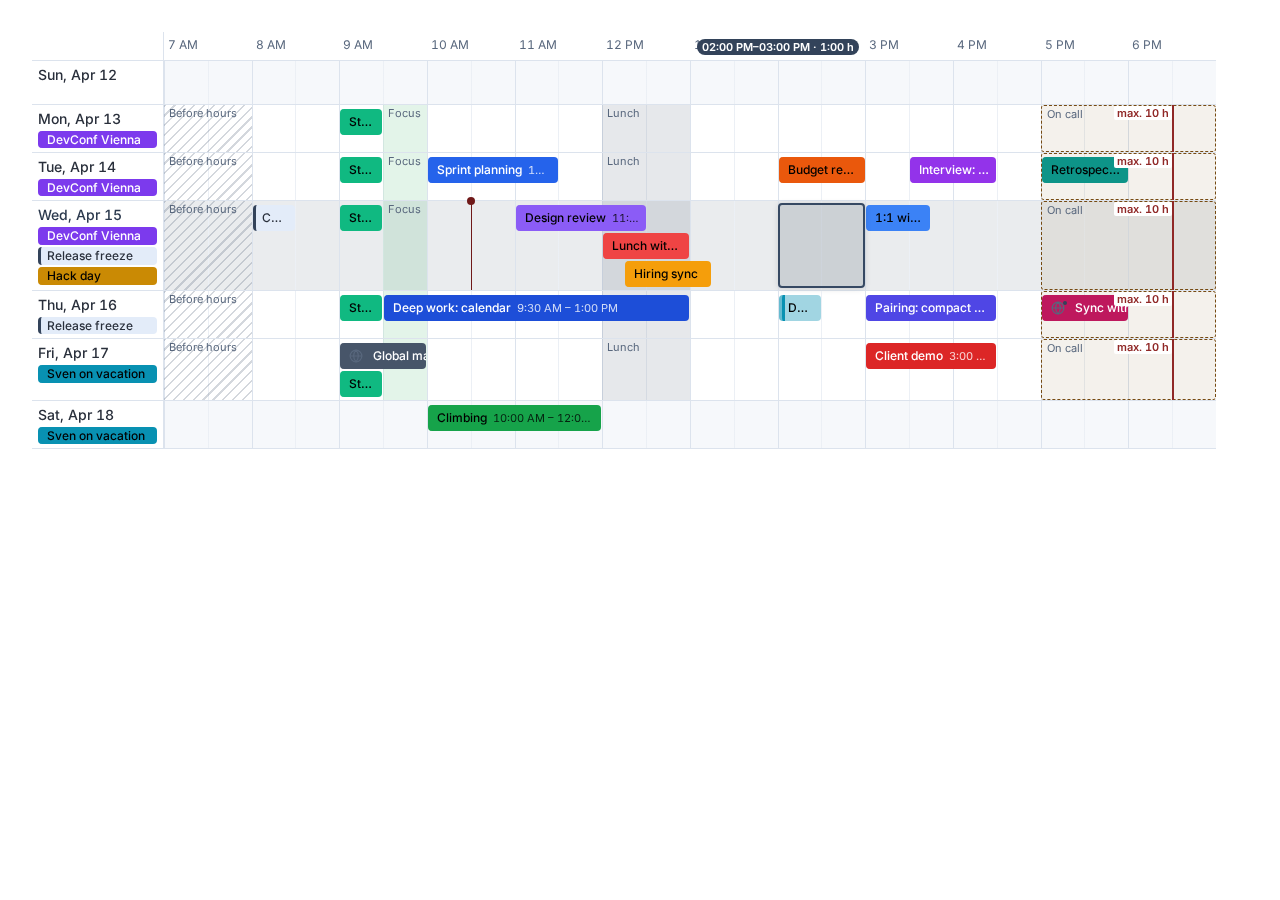 7 AM 8 AM 9 AM 10 AM 11 AM 12 PM 02:00 PM–03:00 PM · 1:00 h 3 PM 4 PM 5 PM 6 PM
Sun, Apr 12
Mon, Apr 13
DevConf Vienna
Before hours
St...
Focus
Lunch
On call
max. 10 h
Tue, Apr 14
DevConf Vienna
Before hours
St...
Focus
Sprint planning 1...
Lunch
Budget re...
Interview: ...
Retrospec...
max. 10 h
Wed, Apr 15
DevConf Vienna
Release freeze
Hack day
Before hours
C...
St...
Focus
Design review 11:...
Lunch wit...
Hiring sync
1:1 wi...
On call
max. 10 h
Thu, Apr 16
Release freeze
Before hours
St...
Deep work: calendar 9:30 AM – 1:00 PM
D...
Pairing: compact ...
Sync with
max. 10 h
Fri, Apr 17
Sven on vacation
Before hours
Global ma
St...
Lunch
Client demo 3:00 ...
On call
max. 10 h
Sat, Apr 18
Sven on vacation
Climbing 10:00 AM – 12:0...